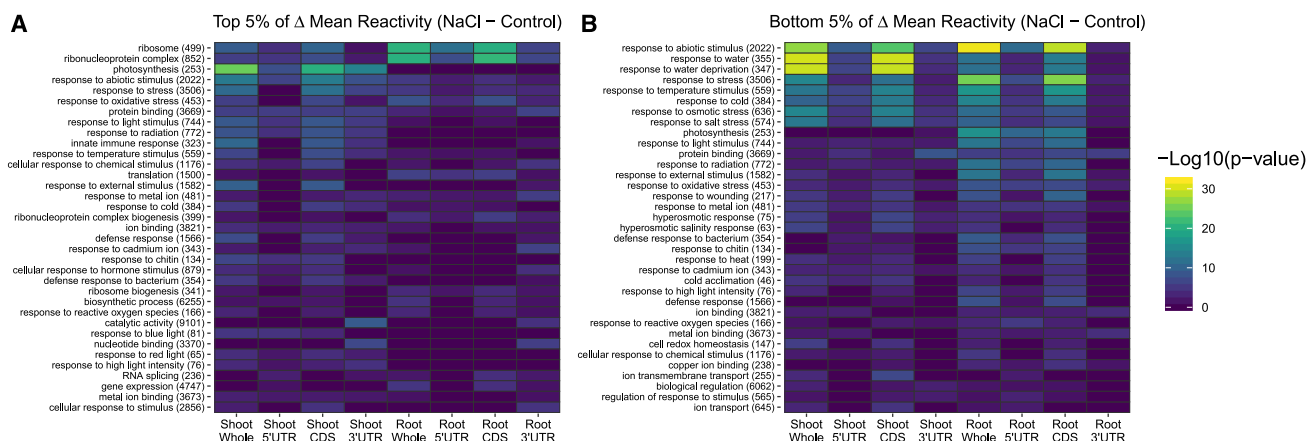 A
Top 5% of Δ Mean Reactivity (NaCl − Control)
ribosome (499)
ribonucleoprotein complex (852)
photosynthesis (253)
response to abiotic stimulus (2022)
response to stress (3506)
response to oxidative stress (453)
protein binding (3669)
response to light stimulus (744)
response to radiation (772)
innate immune response (323)
response to temperature stimulus (559)
cellular response to chemical stimulus (1176)
translation (1500)
response to external stimulus (1582)
response to metal ion (481)
response to cold (384)
ribonucleoprotein complex biogenesis (399)
ion binding (3821)
defense response (1566)
response to cadmium ion (343)
response to chitin (134)
cellular response to hormone stimulus (879)
defense response to bacterium (354)
ribosome biogenesis (341)
biosynthetic process (6255)
response to reactive oxygen species (166)
catalytic activity (9101)
response to blue light (81)
nucleotide binding (3370)
response to red light (65)
response to high light intensity (76)
RNA splicing (236)
gene expression (4747)
metal ion binding (3673)
cellular response to stimulus (2856)
Shoot Whole
Shoot 5'UTR
Shoot CDS
Shoot 3'UTR
Root Whole
Root 5'UTR
Root CDS
Root 3'UTR
B
Bottom 5% of Δ Mean Reactivity (NaCl − Control)
response to abiotic stimulus (2022)
response to water (355)
response to water deprivation (347)
response to stress (3506)
response to temperature stimulus (559)
response to cold (384)
response to osmotic stress (636)
response to salt stress (574)
photosynthesis (253)
response to light stimulus (744)
protein binding (3669)
response to radiation (772)
response to external stimulus (1582)
response to oxidative stress (453)
response to wounding (217)
response to metal ion (481)
hyperosmotic response (75)
hyperosmotic salinity response (63)
defense response to bacterium (354)
response to chitin (134)
response to heat (199)
response to cadmium ion (343)
cold acclimation (46)
response to high light intensity (76)
defense response (1566)
ion binding (3821)
response to reactive oxygen species (166)
metal ion binding (3673)
cell redox homeostasis (147)
cellular response to chemical stimulus (1176)
copper ion binding (238)
ion transmembrane transport (255)
biological regulation (6062)
regulation of response to stimulus (565)
ion transport (645)
Shoot Whole
Shoot 5'UTR
Shoot CDS
Shoot 3'UTR
Root Whole
Root 5'UTR
Root CDS
Root 3'UTR
−Log10(p-value)
30
20
10
0